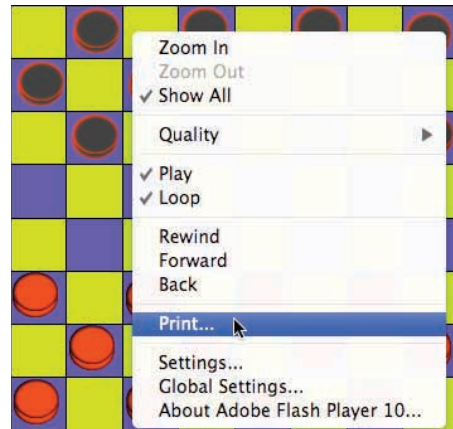 Zoom In
Zoom Out
Show All
Quality
Play
Loop
Rewind
Forward
Back
Print...
Settings...
Global Settings...
About Adobe Flash Player 10...